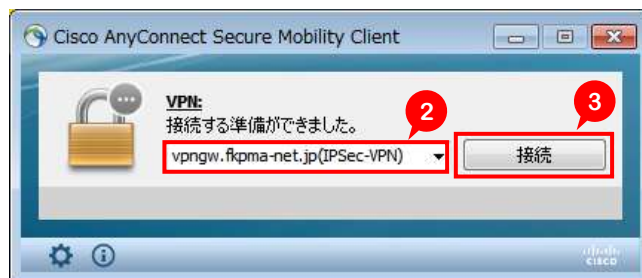 Cisco AnyConnect Secure Mobility Client
VPN:
接続する準備ができました。
2
3
vpngw.fkpma-net.jp(IPSec-VPN)
接続
CISCO